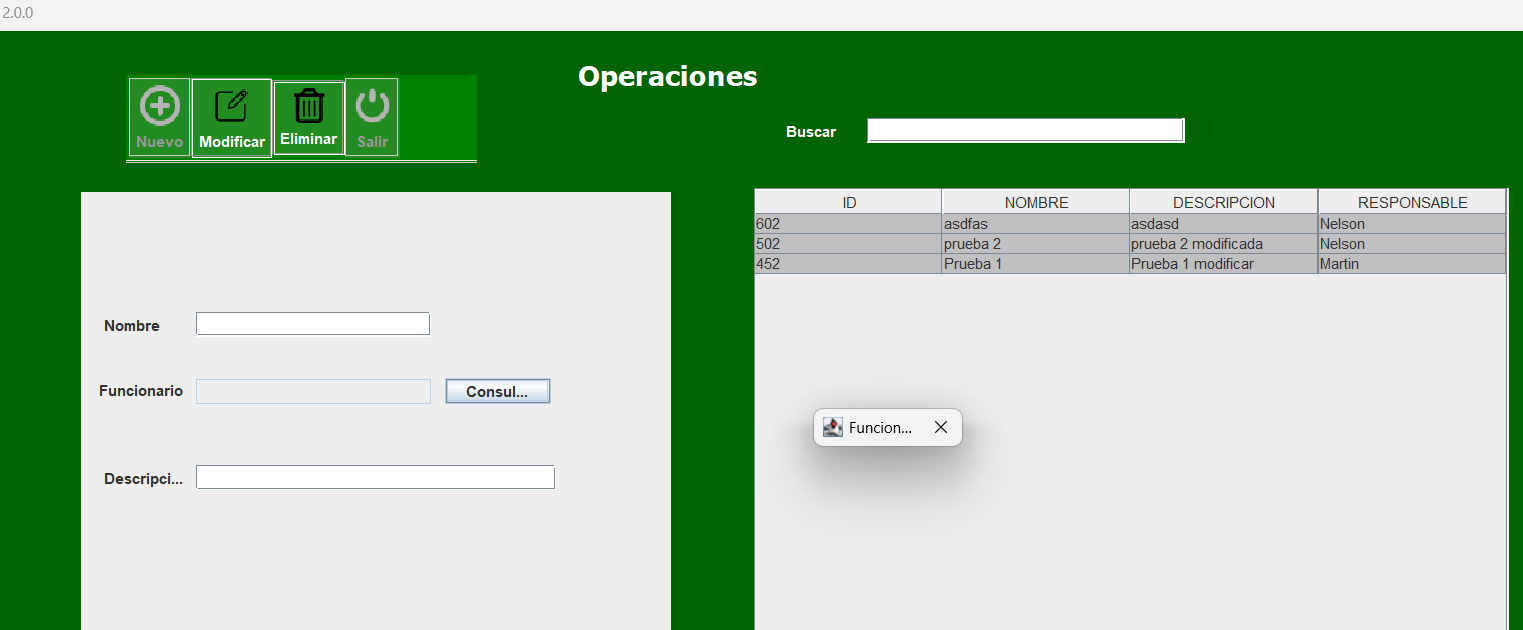 2.0.0
Operaciones
Nuevo Modificar Eliminar Salir
Buscar
ID NOMBRE DESCRIPCION RESPONSABLE
602 asdfas asdasd Nelson
502 prueba 2 prueba 2 modificada Nelson
452 Prueba 1 Prueba 1 modificar Martin
Nombre
Funcionario Consul...
Funcion...
Descripci...